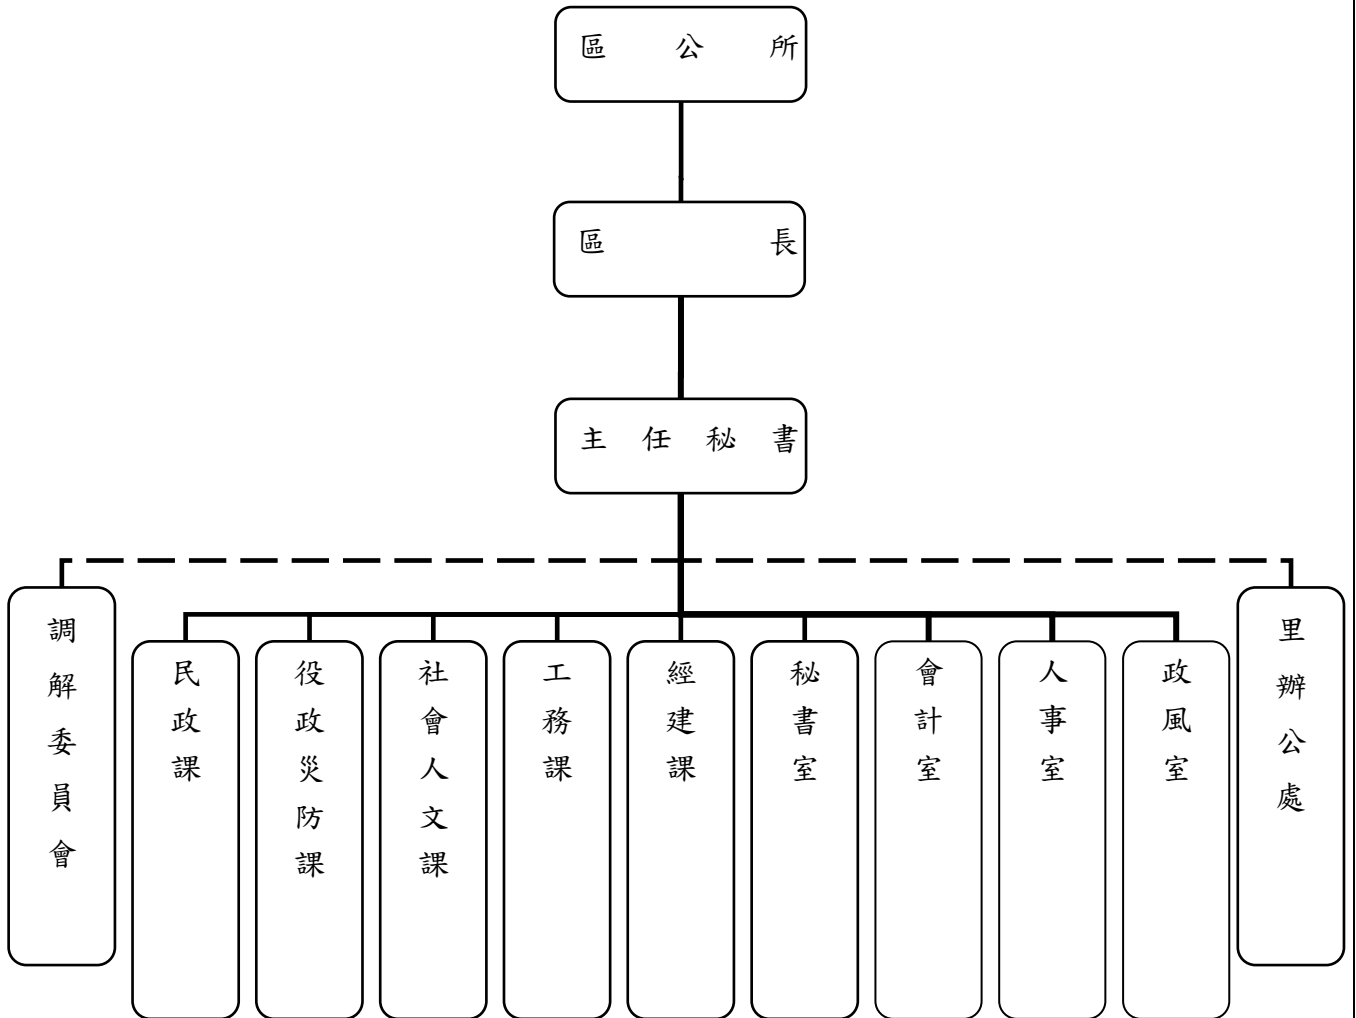 區公所
區長
主任秘書
調解委員會
民政課
役政災防課
社會人文課
工務課
經建課
秘書室
會計室
人事室
政風室
里辦公處